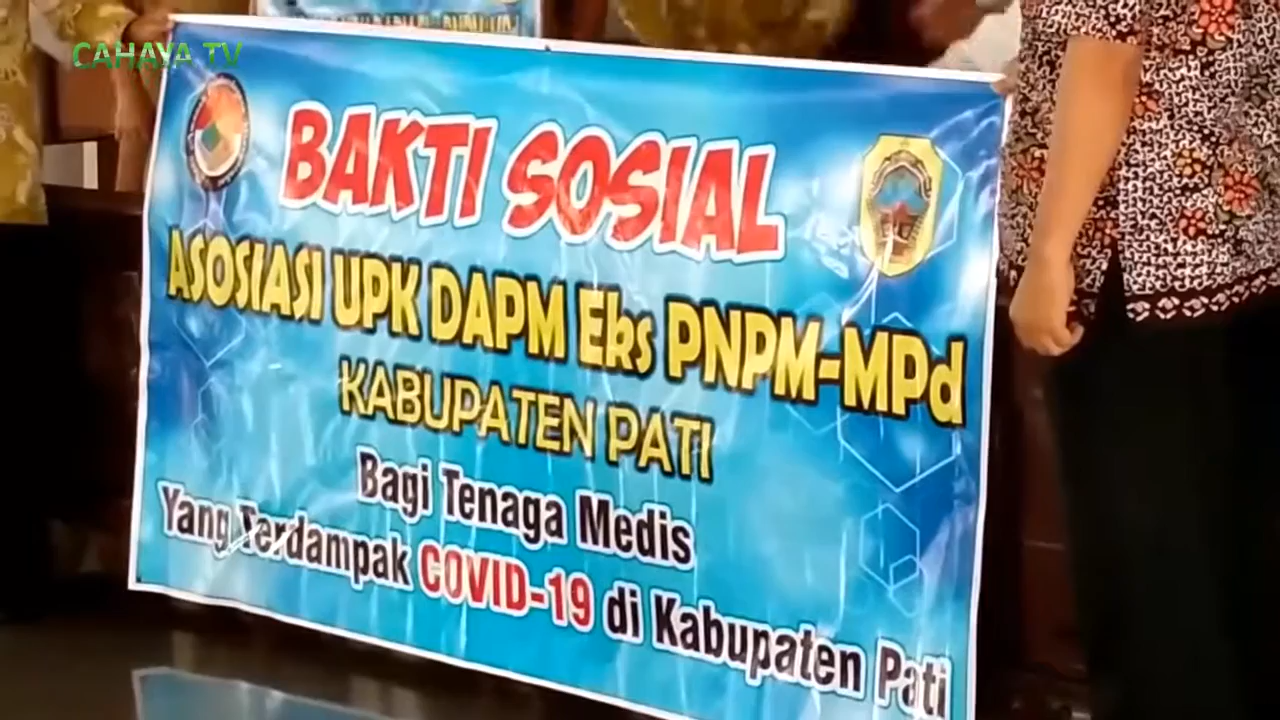 CAHAYA TV
BAKTI SOSIAL
ASOSIASI UPK DAPM Eks PNPM-MPd
KABUPATEN PATI
Bagi Tenaga Medis
Yang Terdampak COVID-19 di Kabupaten Pati